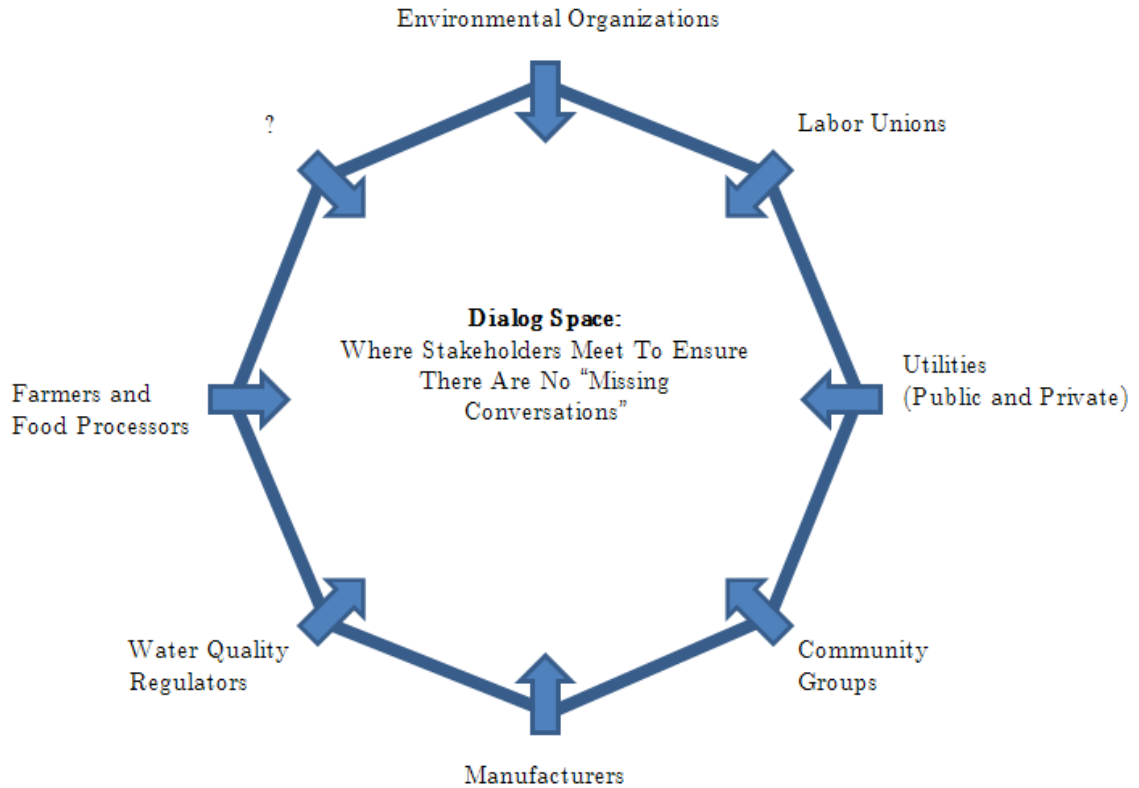 Environmental Organizations
?
Labor Unions
Dialog Space:
Where Stakeholders Meet To Ensure
There Are No “Missing
Conversations”
Farmers and
Food Processors
Utilities
(Public and Private)
Water Quality
Regulators
Community
Groups
Manufacturers